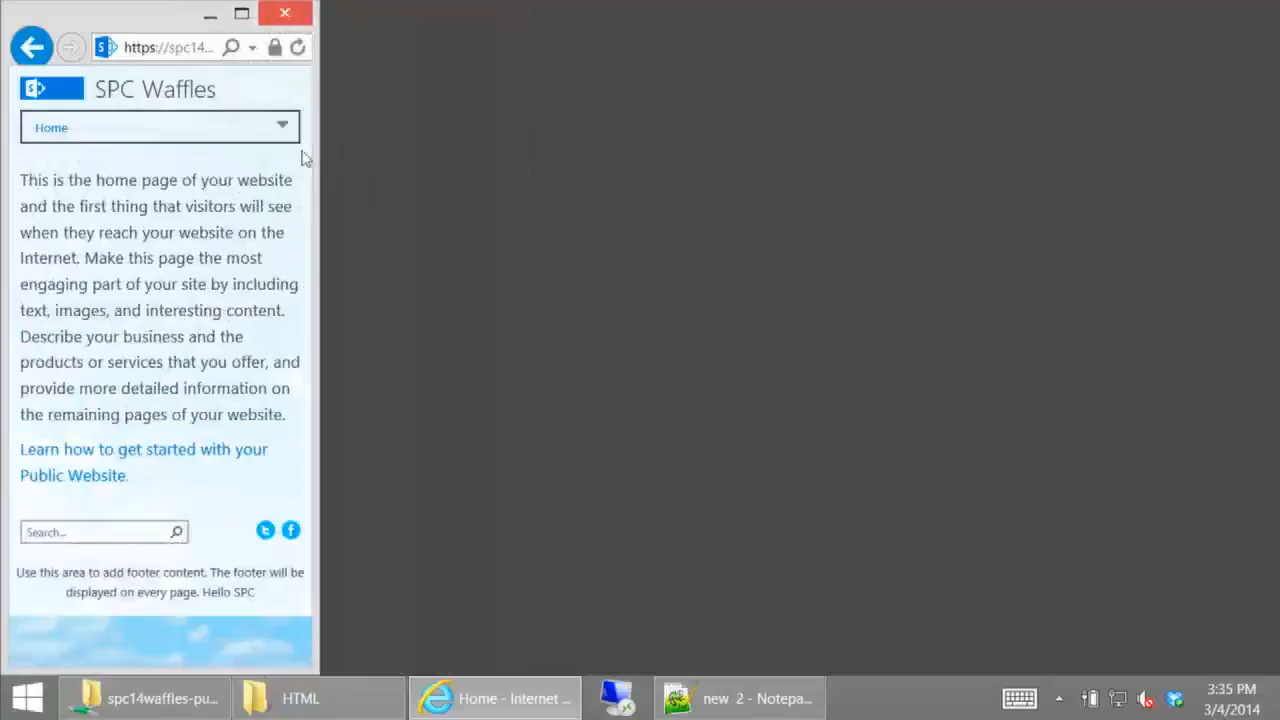 https://spc14...
SPC Waffles
Home
This is the home page of your website
and the first thing that visitors will see
when they reach your website on the
Internet. Make this page the most
engaging part of your site by including
text, images, and interesting content.
Describe your business and the
products or services that you offer, and
provide more detailed information on
the remaining pages of your website.
Learn how to get started with your
Public Website.
Search...
Use this area to add footer content. The footer will be
displayed on every page. Hello SPC
spc14waffles-pu...
HTML
Home - Internet ...
new 2 - Notepa...
3:35 PM
3/4/2014